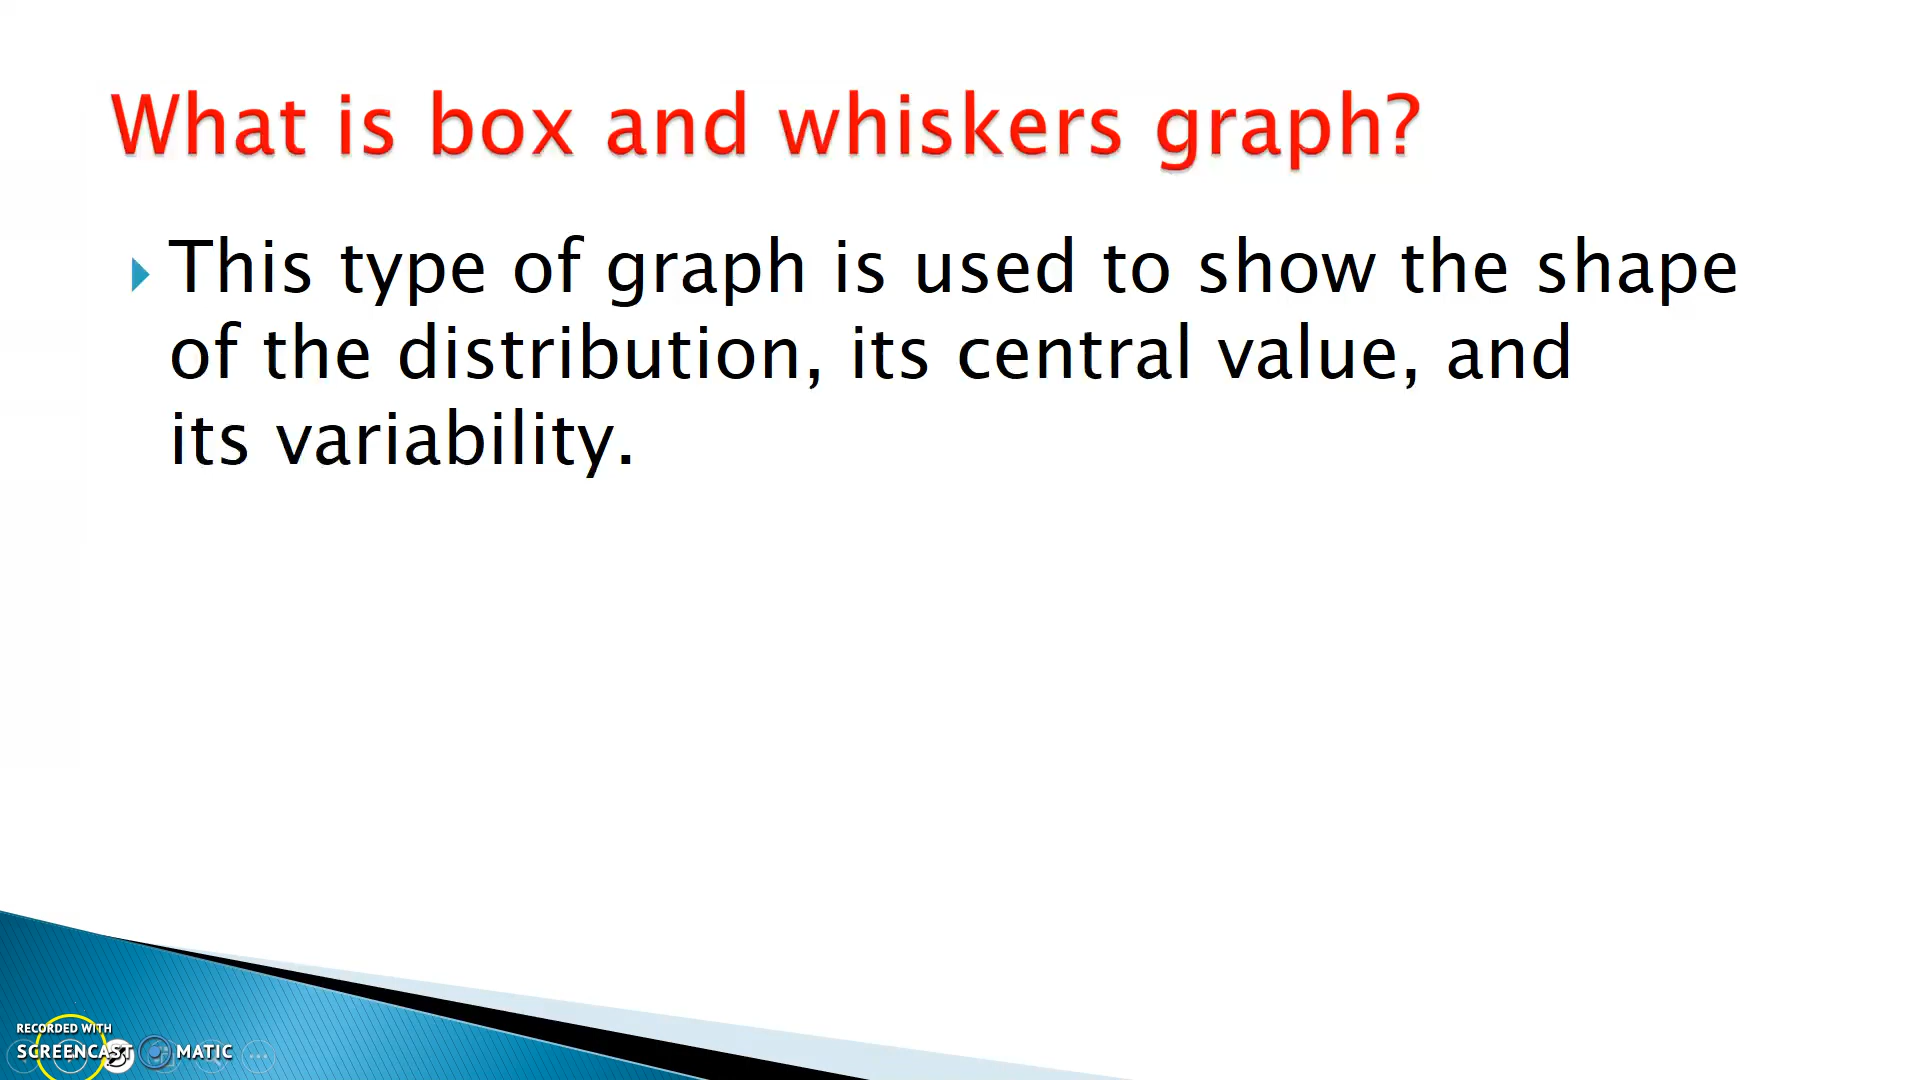 What is box and whiskers graph?
This type of graph is used to show the shape
of the distribution, its central value, and
its variability.
RECORDED WITH
SCREENCAST MATIC